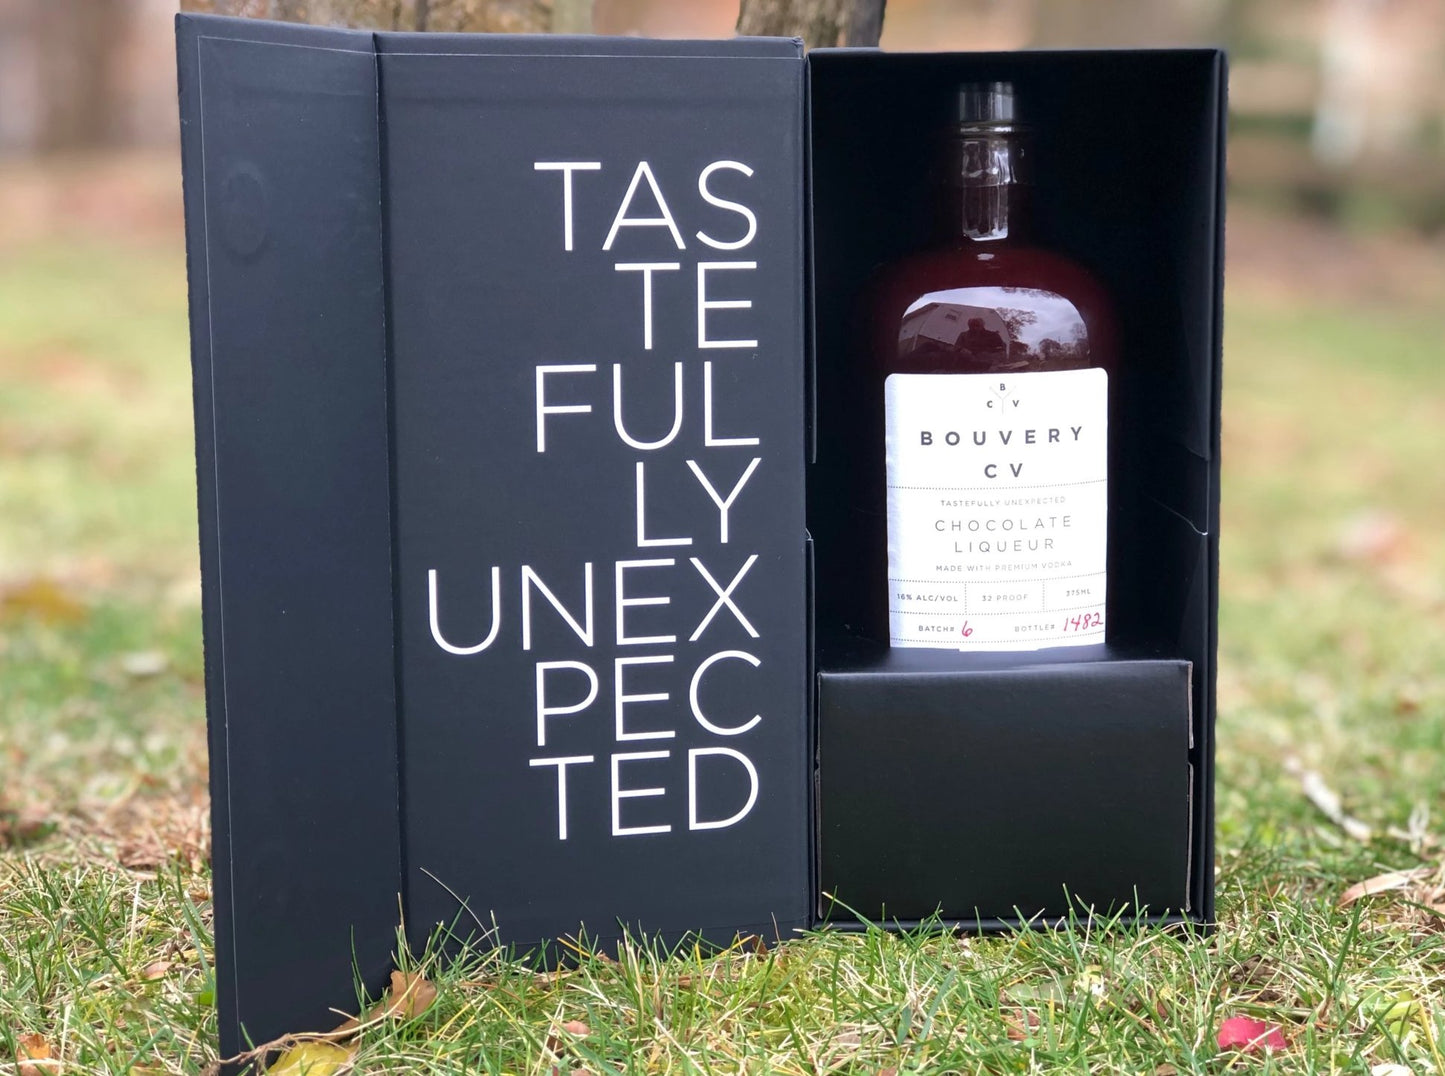 TAS
TE
FUL
LY
UNEX
PEC
TED
B
C V
BOUVERY
CV
TASTEFULLY UNEXPECTED
CHOCOLATE
LIQUEUR
MADE WITH PREMIUM VODKA
16% ALC/VOL 32 PROOF 375ML
BATCH# 6 BOTTLE# 1482